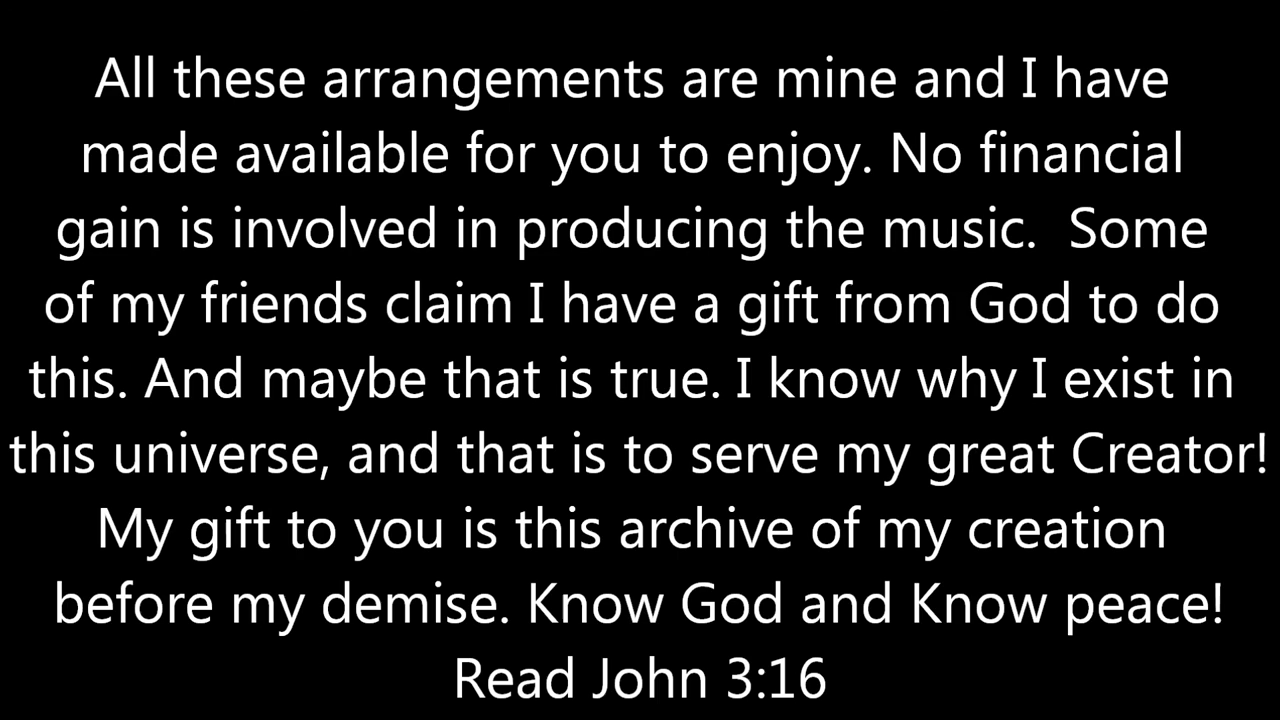 All these arrangements are mine and I have
made available for you to enjoy. No financial
gain is involved in producing the music.  Some
of my friends claim I have a gift from God to do
this. And maybe that is true. I know why I exist in
this universe, and that is to serve my great Creator!
My gift to you is this archive of my creation
before my demise. Know God and Know peace!
Read John 3:16